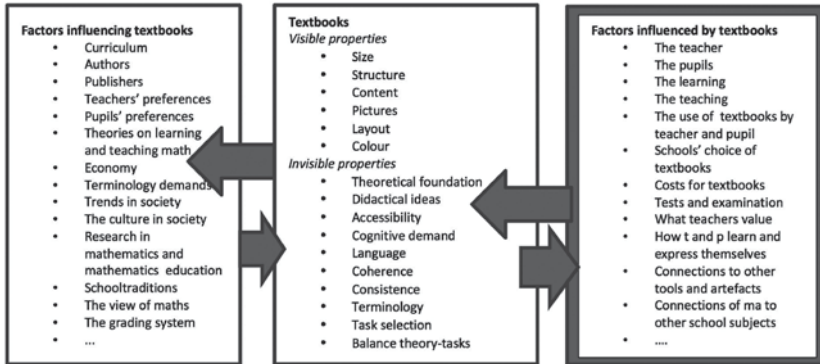 Factors influencing textbooks
• Curriculum
• Authors
• Publishers
• Teachers' preferences
• Pupils' preferences
• Theories on learning
and teaching math
• Economy
• Terminology demands
• Trends in society
• The culture in society
• Research in
mathematics and
mathematics education
• Schooltraditions
• The view of maths
• The grading system
• ...
Textbooks
Visible properties
• Size
• Structure
• Content
• Pictures
• Layout
• Colour
Invisible properties
• Theoretical foundation
• Didactical ideas
• Accessibility
• Cognitive demand
• Language
• Coherence
• Consistence
• Terminology
• Task selection
• Balance theory-tasks
Factors influenced by textbooks
• The teacher
• The pupils
• The learning
• The teaching
• The use of textbooks by
teacher and pupil
• Schools' choice of
textbooks
• Costs for textbooks
• Tests and examination
• What teachers value
• How t and p learn and
express themselves
• Connections to other
tools and artefacts
• Connections of ma to
other school subjects
• ....